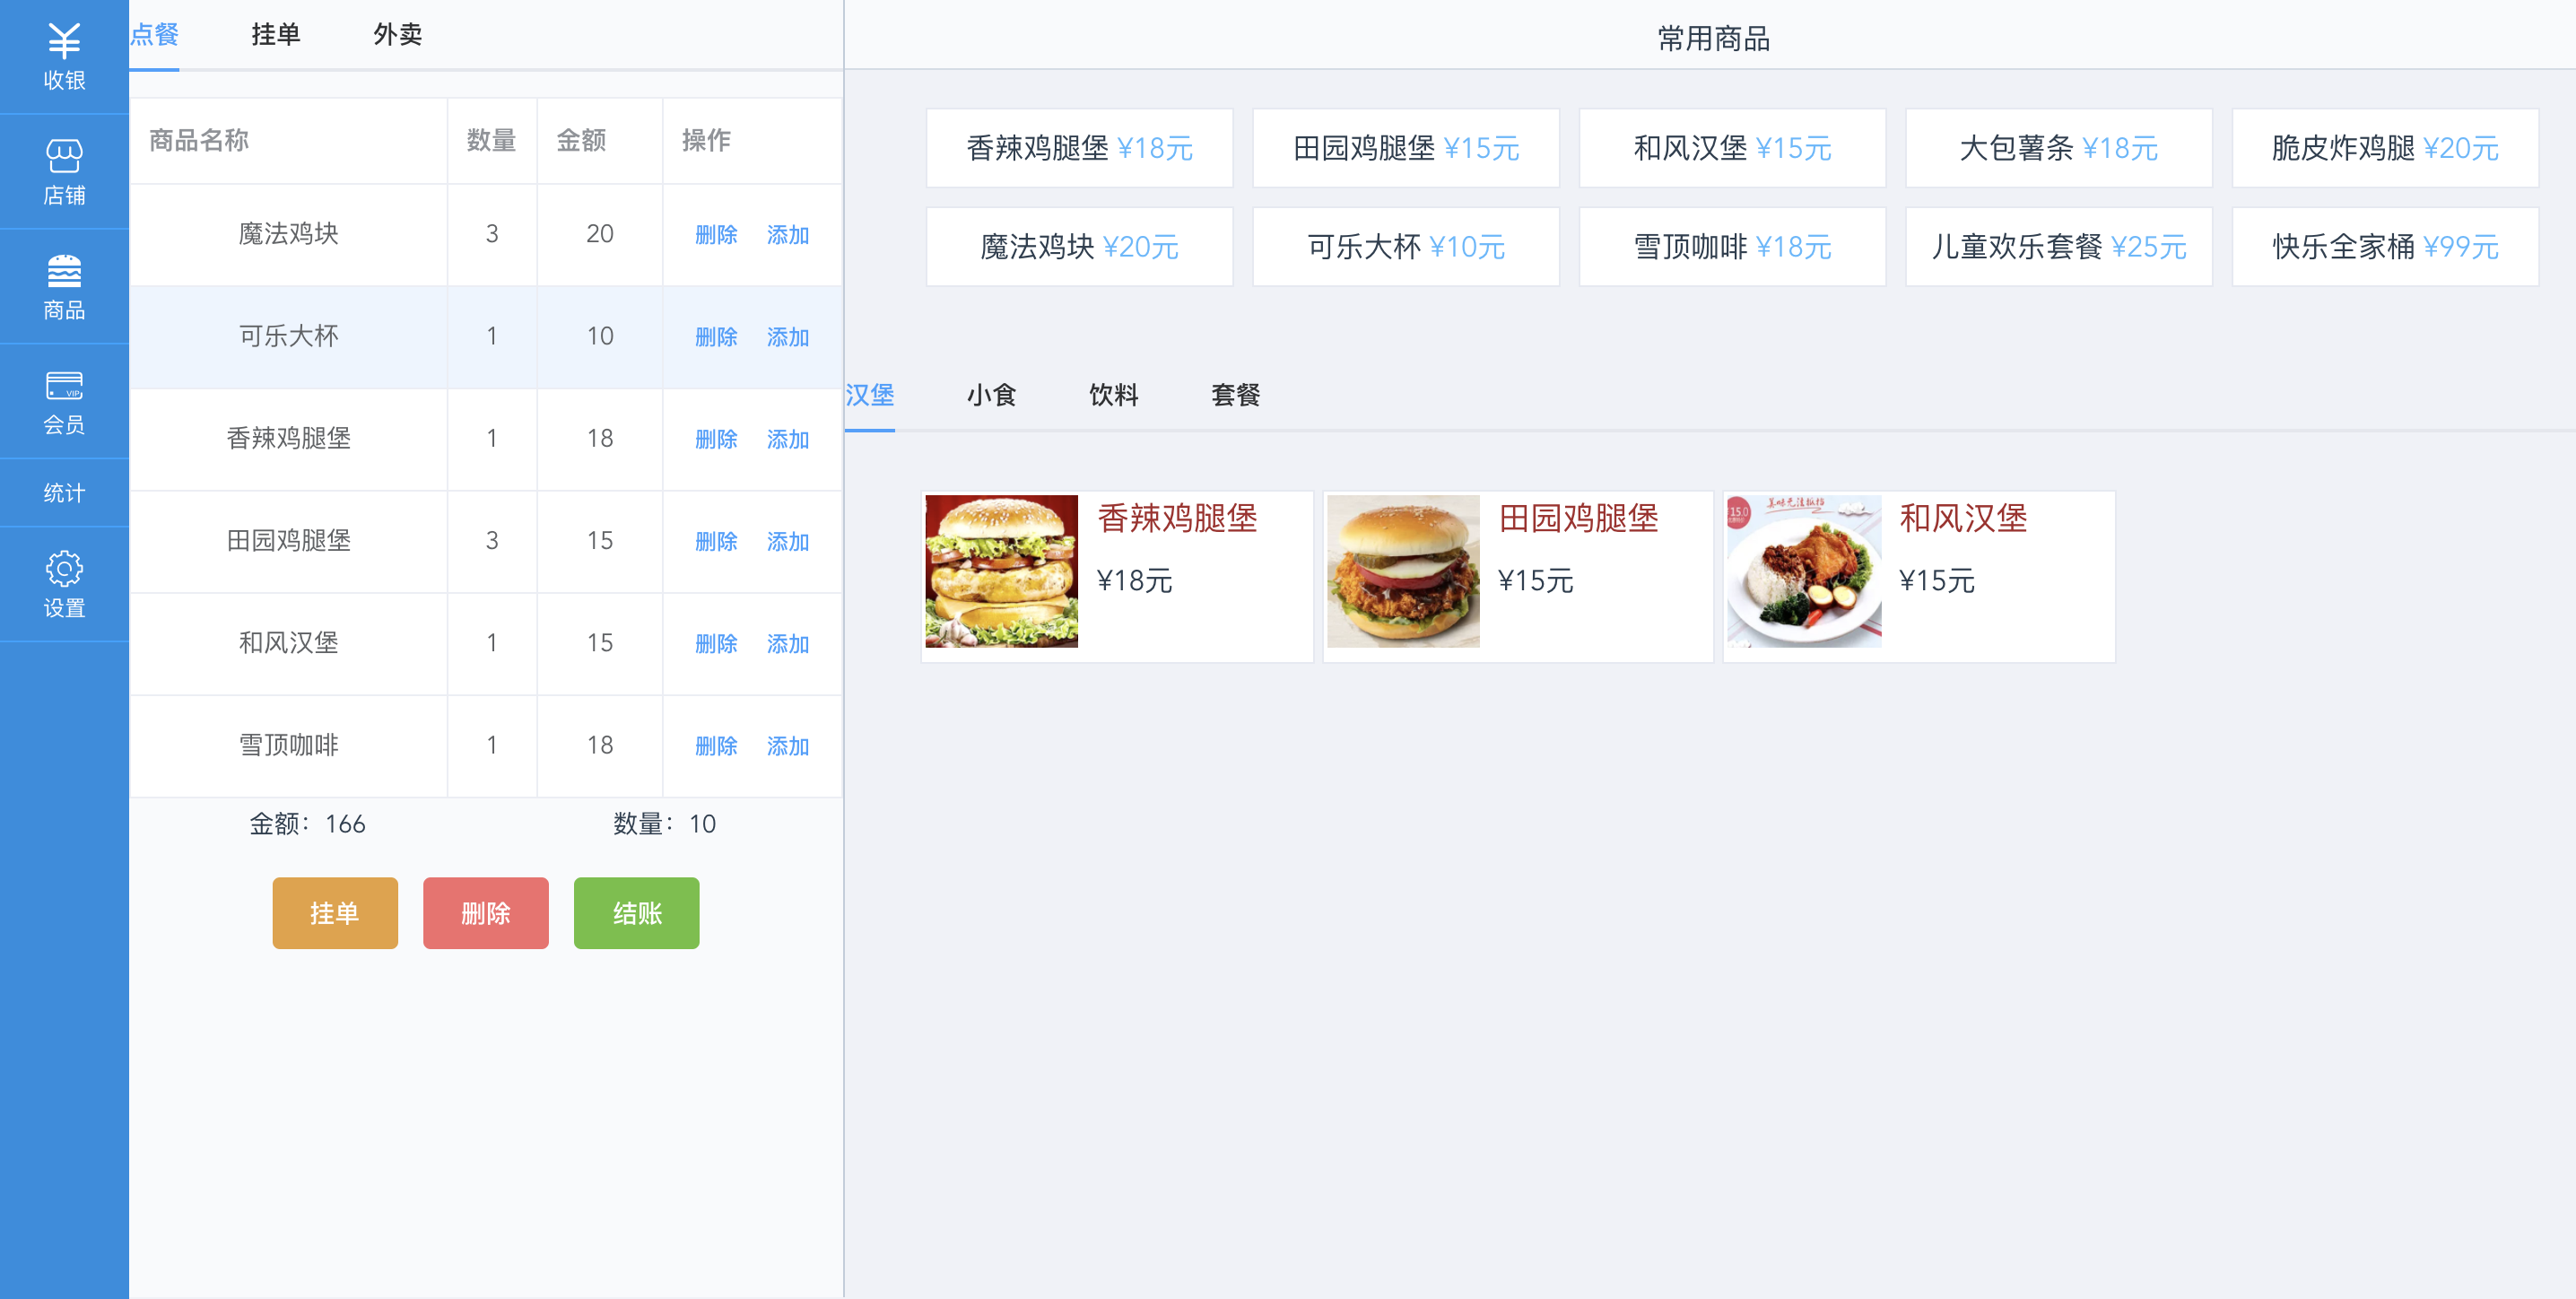 收银
店铺
商品
VIP
会员
统计
设置
点餐 挂单 外卖
商品名称 数量 金额 操作
魔法鸡块 3 20 删除 添加
可乐大杯 1 10 删除 添加
香辣鸡腿堡 1 18 删除 添加
田园鸡腿堡 3 15 删除 添加
和风汉堡 1 15 删除 添加
雪顶咖啡 1 18 删除 添加
金额：166 数量：10
挂单 删除 结账
常用商品
香辣鸡腿堡 ¥18元 田园鸡腿堡 ¥15元 和风汉堡 ¥15元 大包薯条 ¥18元 脆皮炸鸡腿 ¥20元
魔法鸡块 ¥20元 可乐大杯 ¥10元 雪顶咖啡 ¥18元 儿童欢乐套餐 ¥25元 快乐全家桶 ¥99元
汉堡 小食 饮料 套餐
香辣鸡腿堡
¥18元
田园鸡腿堡
¥15元
15.0
和风汉堡
¥15元